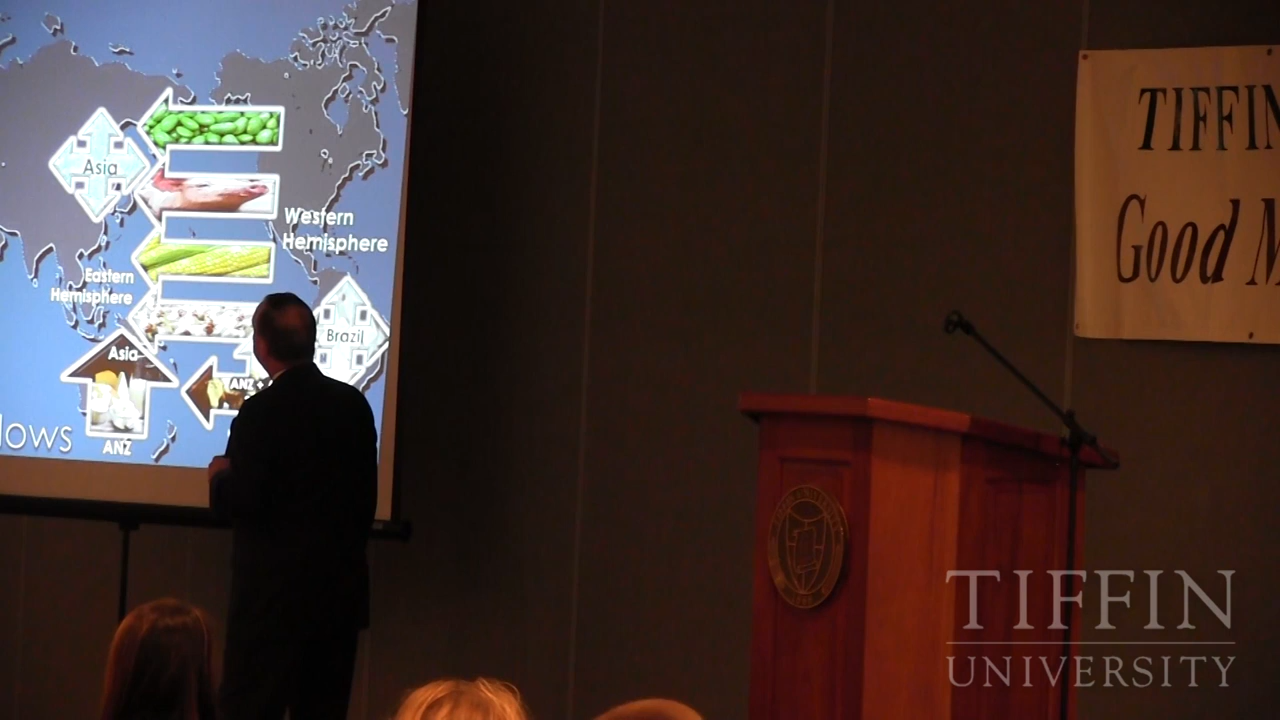 Asia
Western
Hemisphere
Eastern
Hemisphere
Brazil
Asia
ANZ +
lows
ANZ
TIFFIN
Good M
TIFFIN
UNIVERSITY